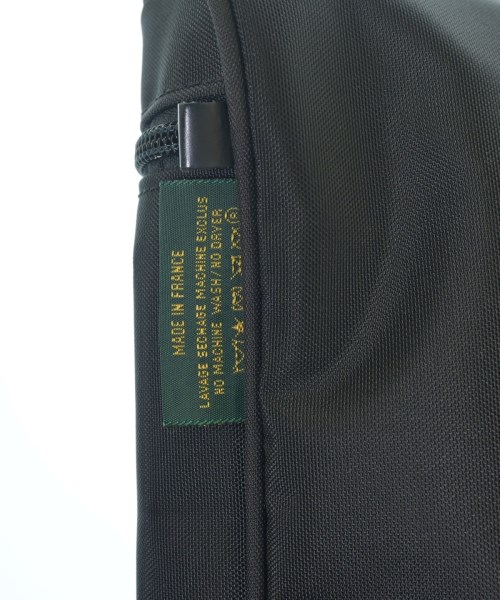 MADE IN FRANCE
LAVAGE SECHAGE MACHINE EXCLUS
NO MACHINE WASH/NO DRYER